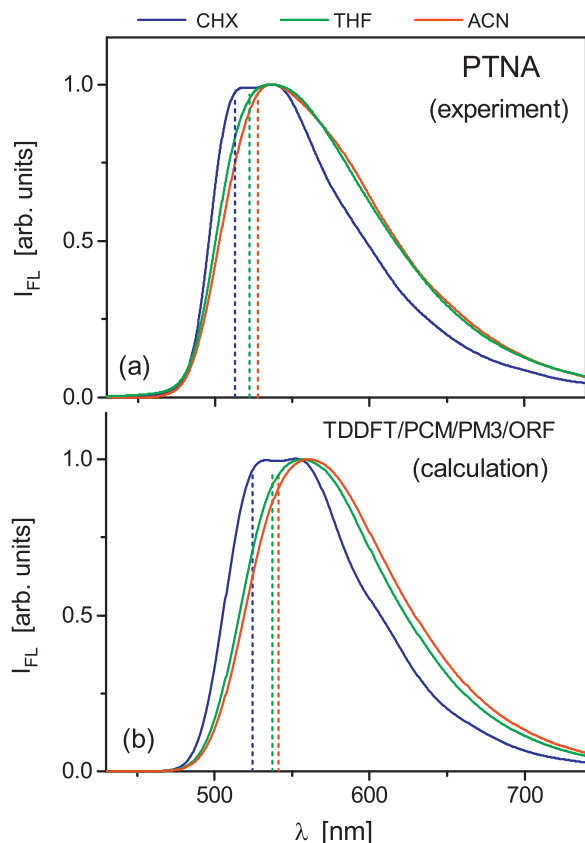 CHX THF ACN
PTNA
(experiment)
1.0
0.5
0.0
I_FL [arb. units]
(a)
TDDFT/PCM/PM3/ORF
(calculation)
1.0
0.5
0.0
I_FL [arb. units]
(b)
500 600 700
λ [nm]